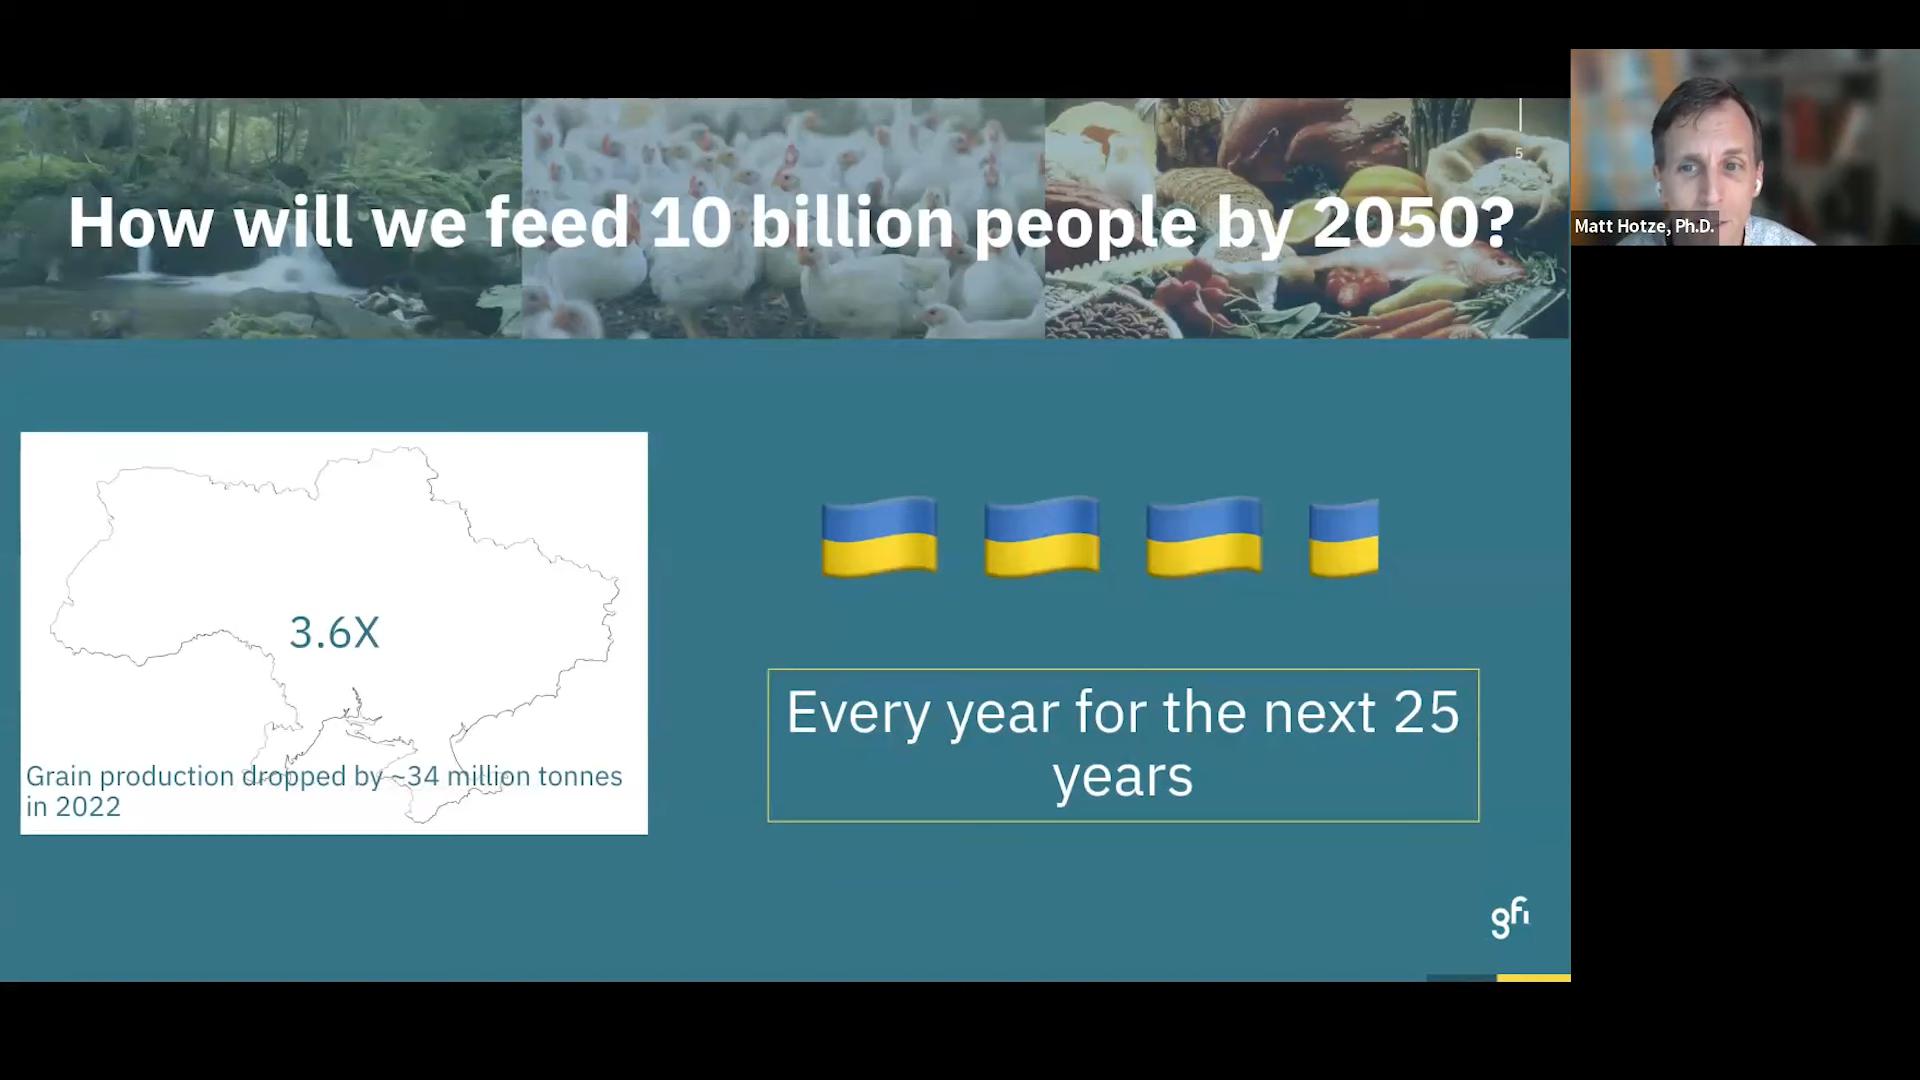 5
How will we feed 10 billion people by 2050?
Matt Hotze, Ph.D.
3.6X
Grain production dropped by ~34 million tonnes
in 2022
Every year for the next 25
years
gfi